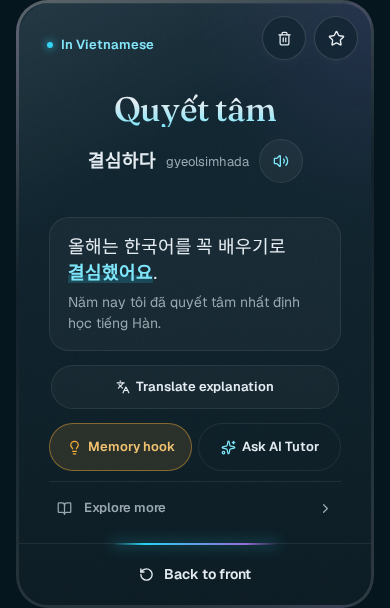 In Vietnamese
Quyết tâm
결심하다 gyeolsimhada
올해는 한국어를 꼭 배우기로
결심했어요.
Năm nay tôi đã quyết tâm nhất định
học tiếng Hàn.
Translate explanation
Memory hook
Ask AI Tutor
Explore more
Back to front